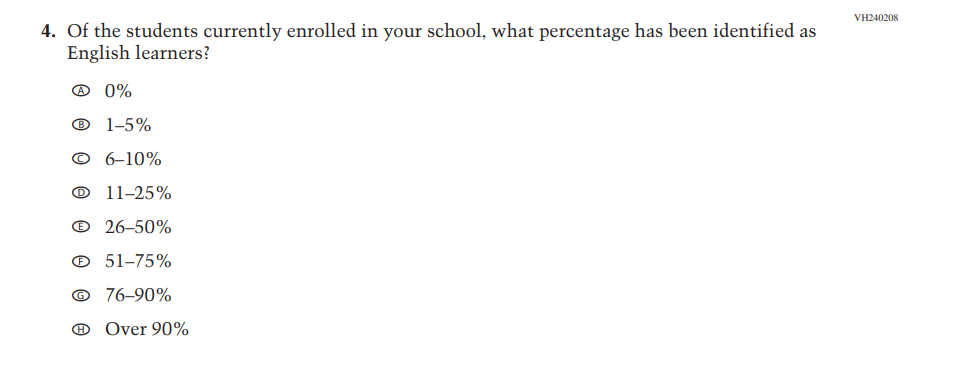 VH240208
4. Of the students currently enrolled in your school, what percentage has been identified as
English learners?
A 0%
B 1–5%
C 6–10%
D 11–25%
E 26–50%
F 51–75%
G 76–90%
H Over 90%